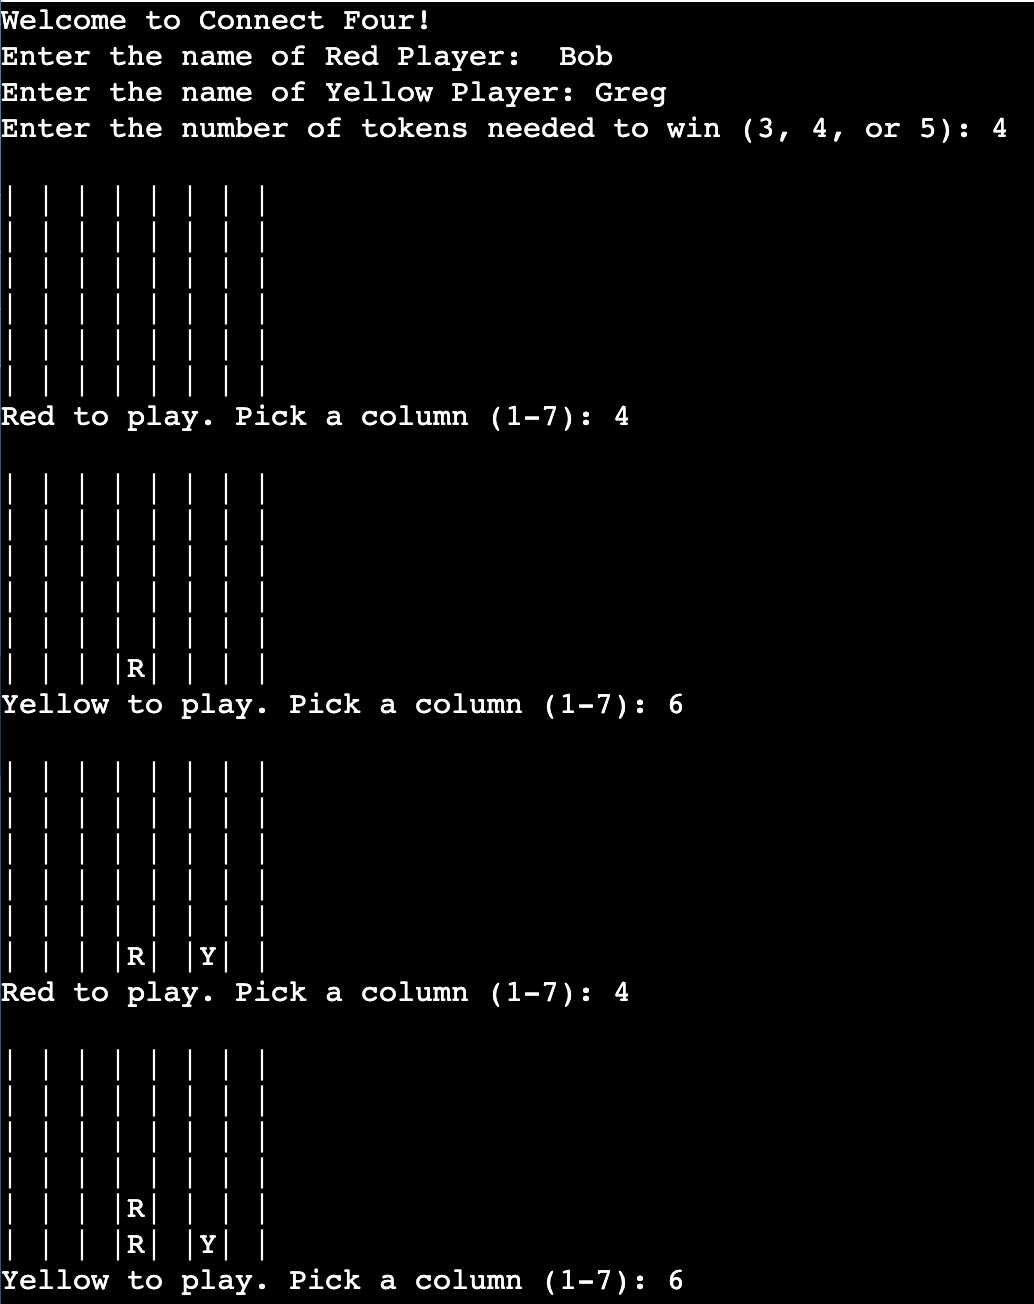 Welcome to Connect Four!
Enter the name of Red Player:  Bob
Enter the name of Yellow Player: Greg
Enter the number of tokens needed to win (3, 4, or 5): 4

| | | | | | | |
| | | | | | | |
| | | | | | | |
| | | | | | | |
| | | | | | | |
| | | | | | | |
Red to play. Pick a column (1-7): 4

| | | | | | | |
| | | | | | | |
| | | | | | | |
| | | | | | | |
| | | | | | | |
| | | |R| | | |
Yellow to play. Pick a column (1-7): 6

| | | | | | | |
| | | | | | | |
| | | | | | | |
| | | | | | | |
| | | | | | | |
| | | |R| |Y| |
Red to play. Pick a column (1-7): 4

| | | | | | | |
| | | | | | | |
| | | | | | | |
| | | | | | | |
| | | |R| | | |
| | | |R| |Y| |
Yellow to play. Pick a column (1-7): 6